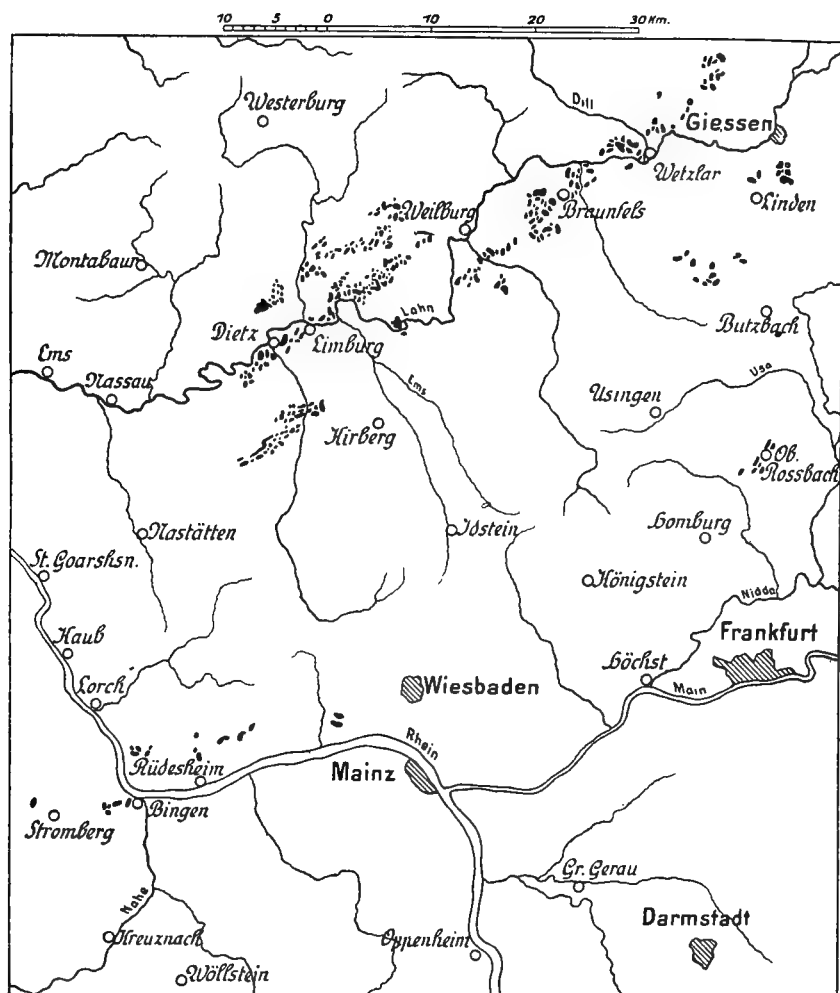 10 5 0 10 20 30 Km.
Westerburg
Dill
Giessen
Wetzlar
Weilburg
Braunfels
Linden
Montabaur
Lahn
Butzbach
Dietz
Limburg
Ems
Nassau
Ems
Usa
Usingen
Kirberg
Ob.
Rossbach
Nastätten
Idstein
Homburg
St. Goarshsn.
Königstein
Nidda
Kaub
Frankfurt
Höchst
Lorch
Wiesbaden
Main
Rhein
Rüdesheim
Mainz
Bingen
Stromberg
Gr. Gerau
Nahe
Darmstadt
Kreuznach
Oppenheim
Wöllstein